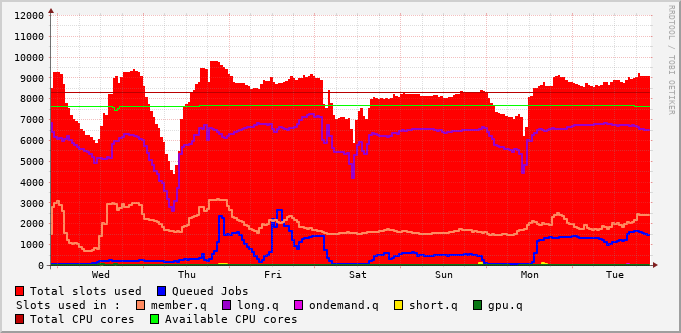 12000
11000
10000
9000
8000
7000
6000
5000
4000
3000
2000
1000
0
Wed Thu Fri Sat Sun Mon Tue
RRDTOOL / TOBI OETIKER
Total slots used Queued Jobs
Slots used in : member.q long.q ondemand.q short.q gpu.q
Total CPU cores Available CPU cores